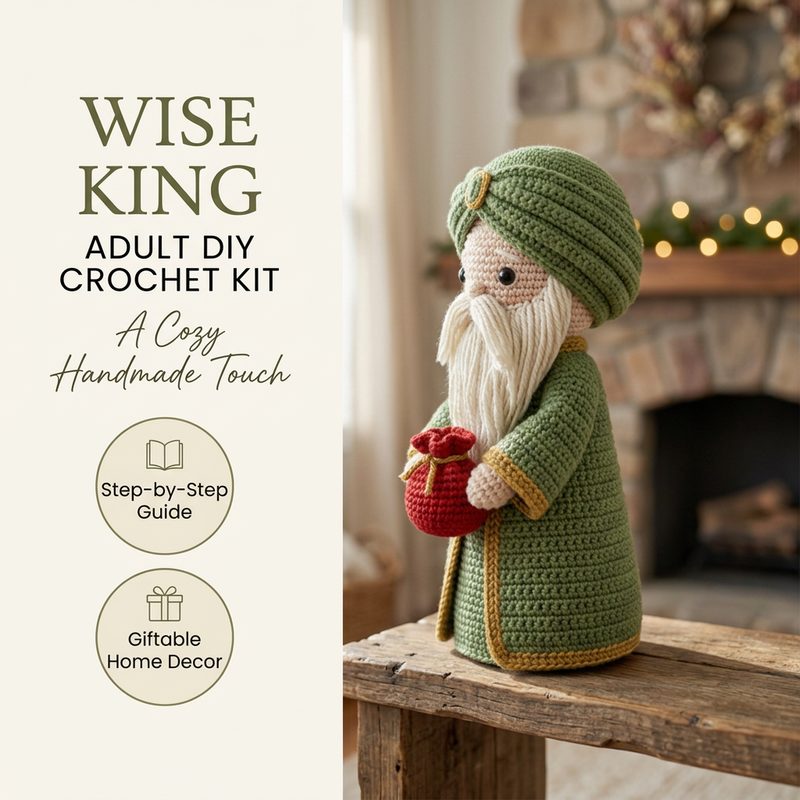 WISE
KING
ADULT DIY
CROCHET KIT
A Cozy
Handmade Touch
Step-by-Step
Guide
Giftable
Home Decor